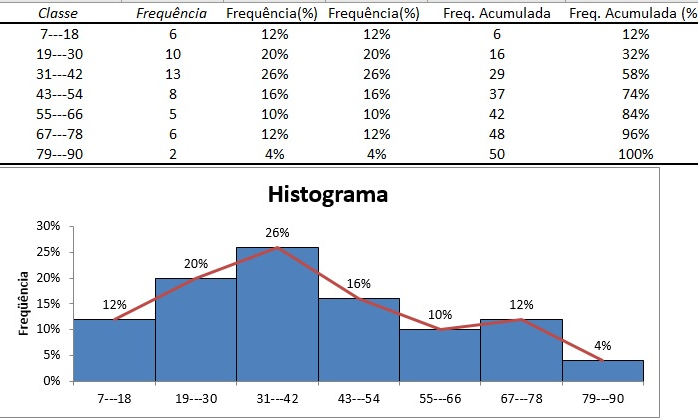 Classe Frequência Frequência(%) Frequência(%) Freq. Acumulada Freq. Acumulada (%
7---18 6 12% 12% 6 12%
19---30 10 20% 20% 16 32%
31---42 13 26% 26% 29 58%
43---54 8 16% 16% 37 74%
55---66 5 10% 10% 42 84%
67---78 6 12% 12% 48 96%
79---90 2 4% 4% 50 100%
Histograma
Freqüência
30%
25%
20%
15%
10%
5%
0%
12%
20%
26%
16%
10%
12%
4%
7---18 19---30 31---42 43---54 55---66 67---78 79---90